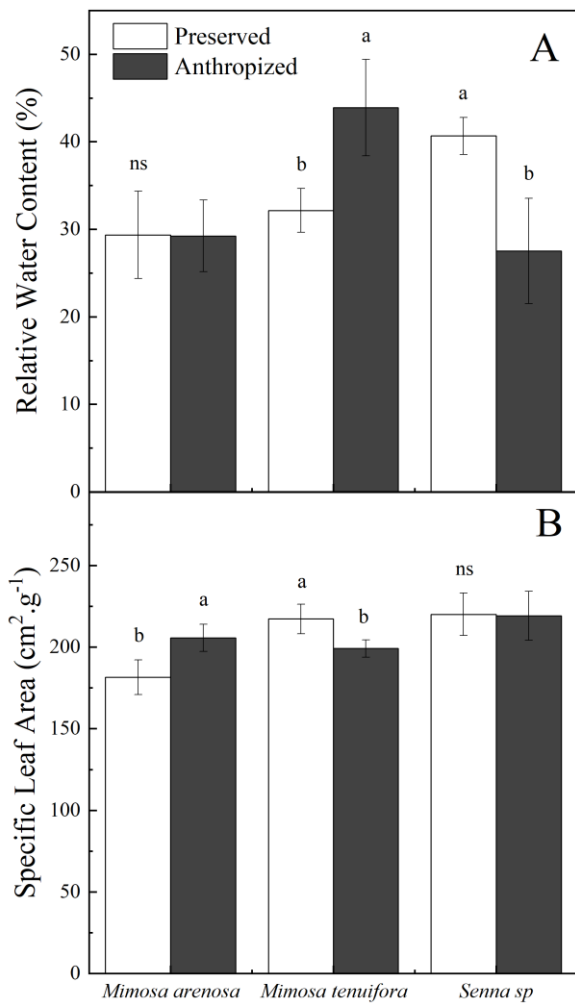 Preserved
Anthropized
A
Relative Water Content (%)
60
50
40
30
20
10
0
ns
b
a
a
b
B
Specific Leaf Area (cm².g⁻¹)
250
200
150
100
50
0
b
a
a
b
ns
Mimosa arenosa Mimosa tenuifora Senna sp